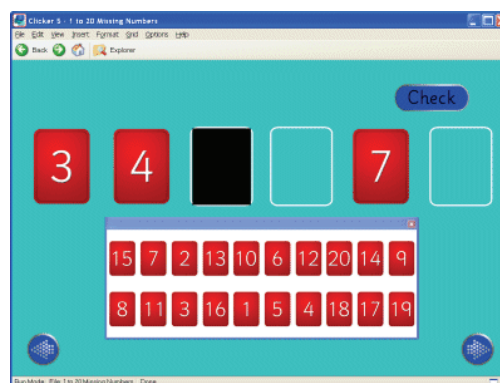 Clicker 5 - 1 to 20 Missing Numbers
File Edit View Insert Format Grid Options Help
Back Explorer
Check
3 4 7
15 7 2 13 10 6 12 20 14 9
8 11 3 16 1 5 4 18 17 19
Run Mode File: 1 to 20 Missing Numbers Done